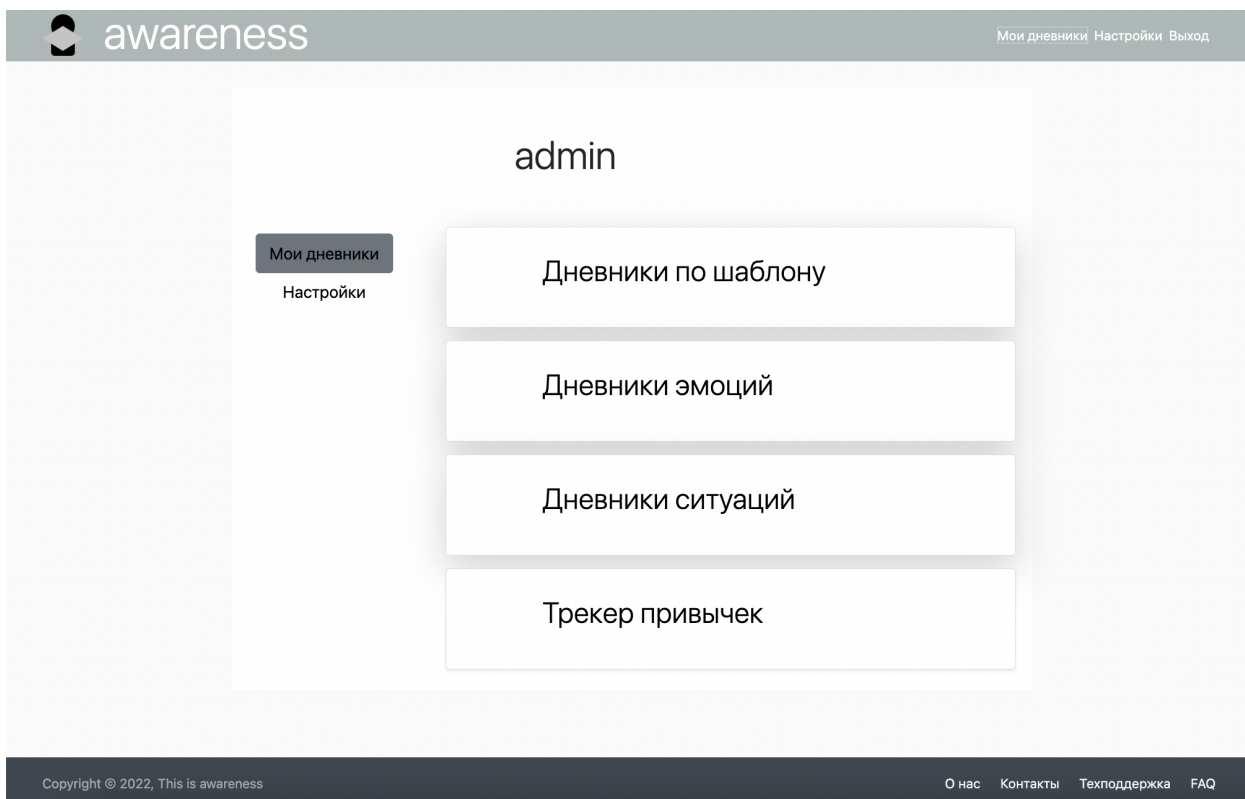 awareness
Мои дневники Настройки Выход
admin
Мои дневники
Настройки
Дневники по шаблону
Дневники эмоций
Дневники ситуаций
Трекер привычек
Copyright © 2022, This is awareness
О нас Контакты Техподдержка FAQ